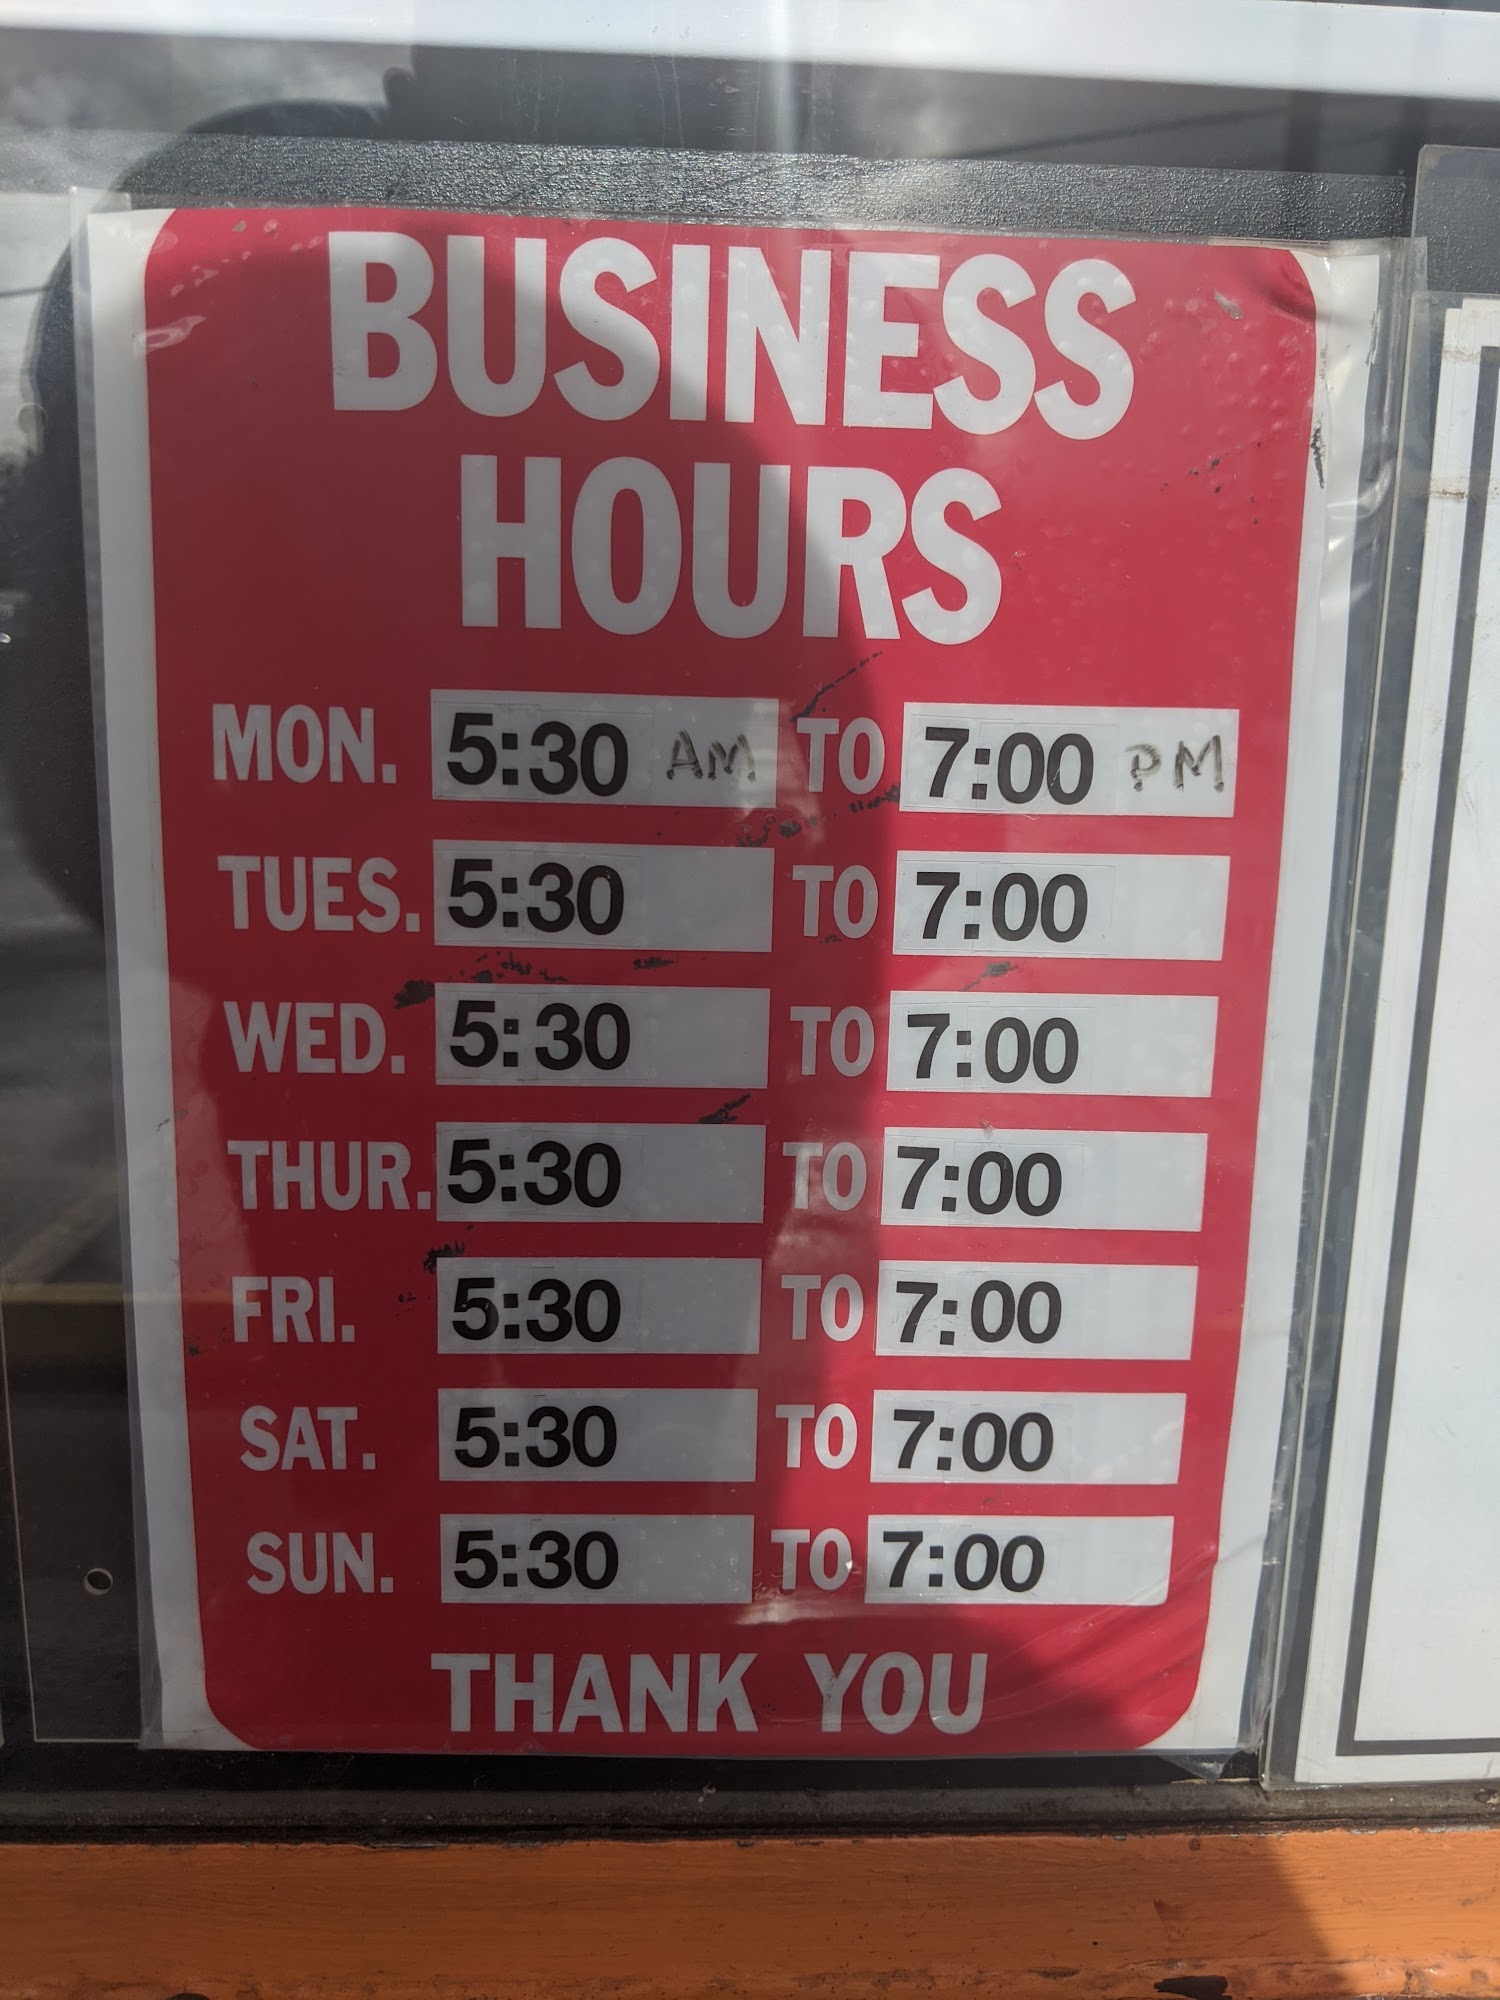 BUSINESS
HOURS
MON. 5:30 AM TO 7:00 PM
TUES. 5:30 TO 7:00
WED. 5:30 TO 7:00
THUR. 5:30 TO 7:00
FRI. 5:30 TO 7:00
SAT. 5:30 TO 7:00
SUN. 5:30 TO 7:00
THANK YOU